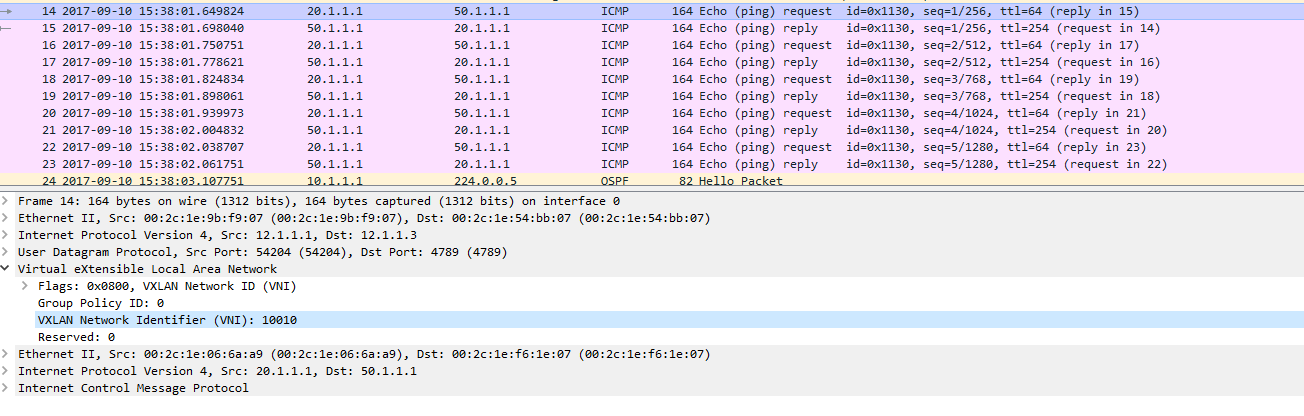 14 2017-09-10 15:38:01.649824 20.1.1.1 50.1.1.1 ICMP 164 Echo (ping) request id=0x1130, seq=1/256, ttl=64 (reply in 15)
15 2017-09-10 15:38:01.698040 50.1.1.1 20.1.1.1 ICMP 164 Echo (ping) reply id=0x1130, seq=1/256, ttl=254 (request in 14)
16 2017-09-10 15:38:01.750751 20.1.1.1 50.1.1.1 ICMP 164 Echo (ping) request id=0x1130, seq=2/512, ttl=64 (reply in 17)
17 2017-09-10 15:38:01.778621 50.1.1.1 20.1.1.1 ICMP 164 Echo (ping) reply id=0x1130, seq=2/512, ttl=254 (request in 16)
18 2017-09-10 15:38:01.824834 20.1.1.1 50.1.1.1 ICMP 164 Echo (ping) request id=0x1130, seq=3/768, ttl=64 (reply in 19)
19 2017-09-10 15:38:01.898061 50.1.1.1 20.1.1.1 ICMP 164 Echo (ping) reply id=0x1130, seq=3/768, ttl=254 (request in 18)
20 2017-09-10 15:38:01.939973 20.1.1.1 50.1.1.1 ICMP 164 Echo (ping) request id=0x1130, seq=4/1024, ttl=64 (reply in 21)
21 2017-09-10 15:38:02.004832 50.1.1.1 20.1.1.1 ICMP 164 Echo (ping) reply id=0x1130, seq=4/1024, ttl=254 (request in 20)
22 2017-09-10 15:38:02.038707 20.1.1.1 50.1.1.1 ICMP 164 Echo (ping) request id=0x1130, seq=5/1280, ttl=64 (reply in 23)
23 2017-09-10 15:38:02.061751 50.1.1.1 20.1.1.1 ICMP 164 Echo (ping) reply id=0x1130, seq=5/1280, ttl=254 (request in 22)
24 2017-09-10 15:38:03.107751 10.1.1.1 224.0.0.5 OSPF 82 Hello Packet
Frame 14: 164 bytes on wire (1312 bits), 164 bytes captured (1312 bits) on interface 0
Ethernet II, Src: 00:2c:1e:9b:f9:07 (00:2c:1e:9b:f9:07), Dst: 00:2c:1e:54:bb:07 (00:2c:1e:54:bb:07)
Internet Protocol Version 4, Src: 12.1.1.1, Dst: 12.1.1.3
User Datagram Protocol, Src Port: 54204 (54204), Dst Port: 4789 (4789)
Virtual eXtensible Local Area Network
Flags: 0x0800, VXLAN Network ID (VNI)
Group Policy ID: 0
VXLAN Network Identifier (VNI): 10010
Reserved: 0
Ethernet II, Src: 00:2c:1e:06:6a:a9 (00:2c:1e:06:6a:a9), Dst: 00:2c:1e:f6:1e:07 (00:2c:1e:f6:1e:07)
Internet Protocol Version 4, Src: 20.1.1.1, Dst: 50.1.1.1
Internet Control Message Protocol